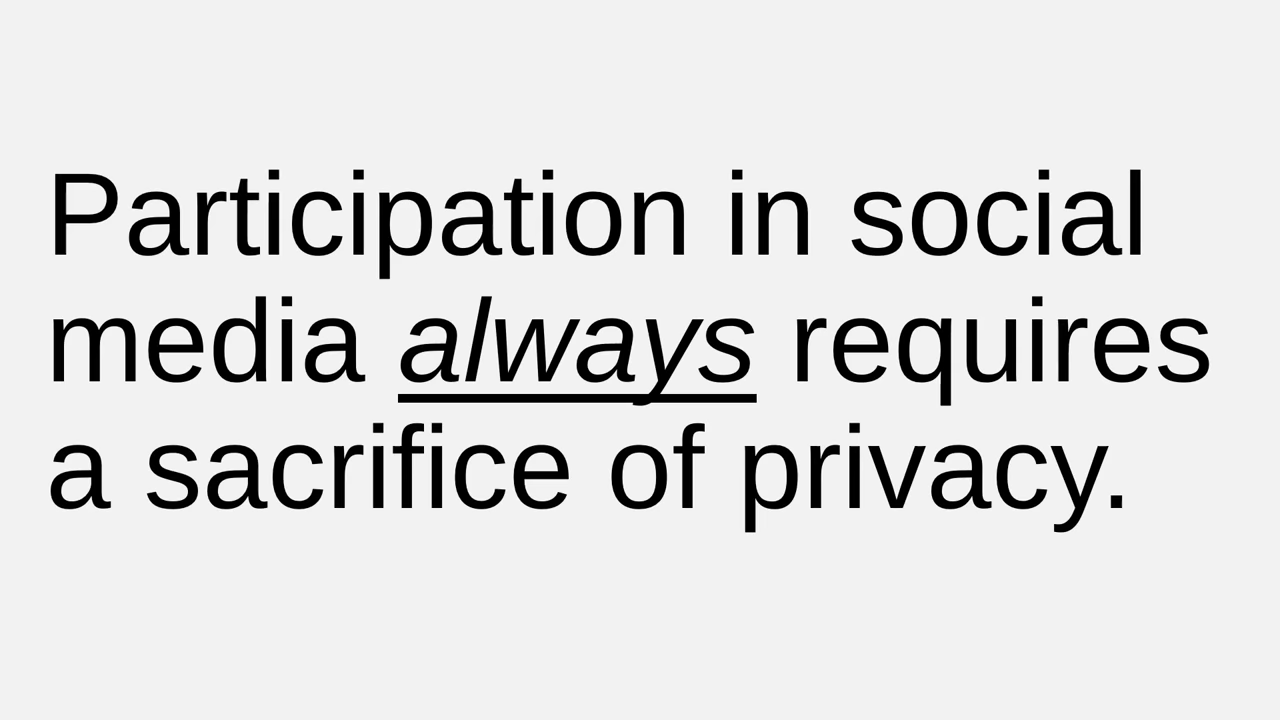 Participation in social
media always requires
a sacrifice of privacy.